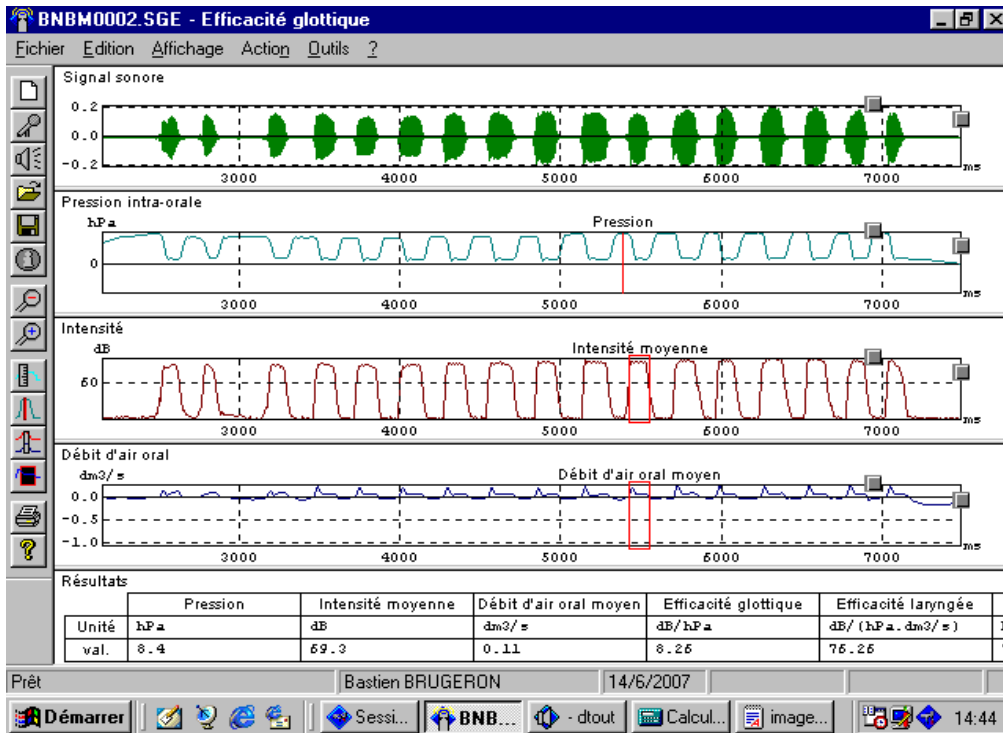 BNBM0002.SGE - Efficacité glottique
Fichier Edition Affichage Action Outils ?
Signal sonore
0.2
0.0
-0.2
3000 4000 5000 6000 7000 ms
Pression intra-orale
hPa Pression
0
3000 4000 5000 6000 7000 ms
Intensité
dB Intensité moyenne
60
3000 4000 5000 6000 7000 ms
Débit d'air oral
dm3/s Débit d'air oral moyen
0.0
-0.5
-1.0
3000 4000 5000 6000 7000 ms
Résultats
Pression Intensité moyenne Débit d'air oral moyen Efficacité glottique Efficacité laryngée
Unité hPa dB dm3/s dB/hPa dB/(hPa.dm3/s)
val. 8.4 69.3 0.11 8.26 76.26
Prêt Bastien BRUGERON 14/6/2007
Démarrer Sessi... BNB... - dtout Calcul... image... 14:44